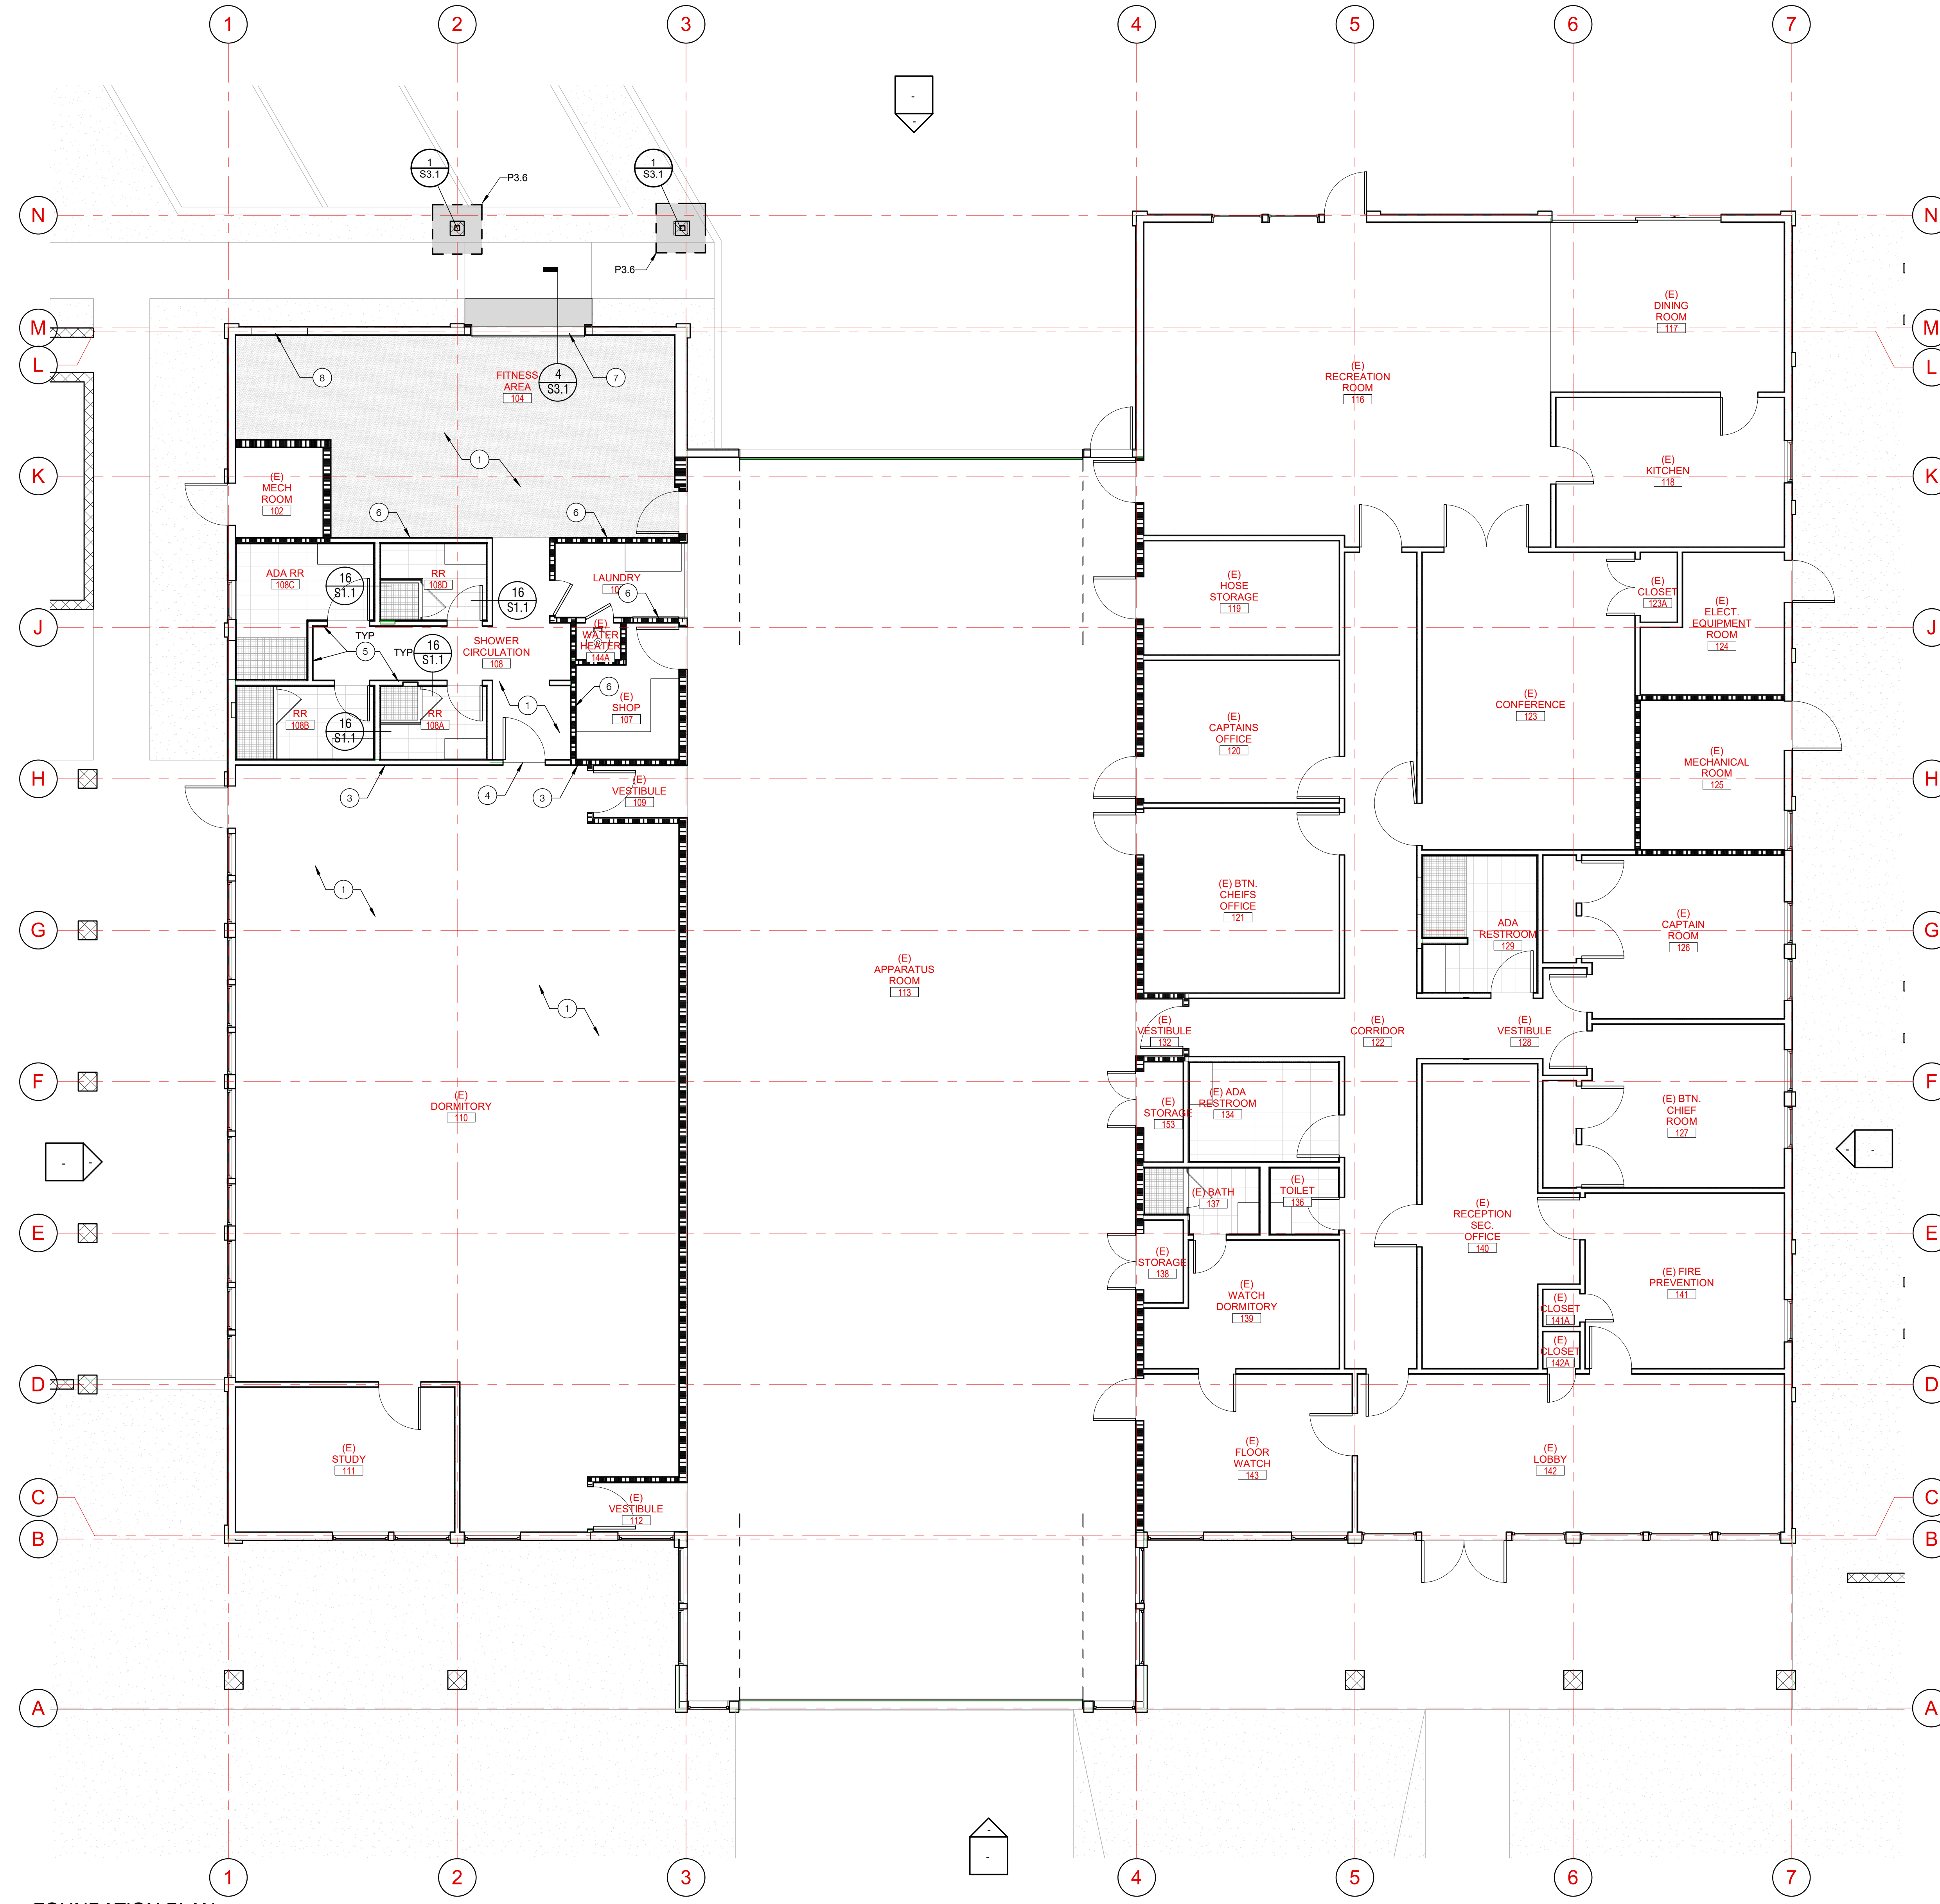 1
2
3
4
5
6
7
-
-
1
S3.1
P3.6
1
S3.1
P3.6
N
N
M
M
L
L
(E)
DINING
ROOM
117
8
FITNESS
AREA
104
4
S3.1
7
(E)
RECREATION
ROOM
116
K
K
1
(E)
MECH
ROOM
102
(E)
KITCHEN
118
6
6
ADA RR
108C
16
S1.1
RR
108D
16
S1.1
LAUNDRY
6
(E)
HOSE
STORAGE
119
(E)
CLOSET
123A
(E)
ELECT.
EQUIPMENT
ROOM
124
J
J
TYP
5
TYP
16
S1.1
SHOWER
CIRCULATION
108
(E)
WATER
HEATER
144A
6
1
(E)
SHOP
107
RR
108B
16
S1.1
RR
108A
(E)
CAPTAINS
OFFICE
120
(E)
CONFERENCE
123
(E)
MECHANICAL
ROOM
125
H
H
3
4
3
(E)
VESTIBULE
109
1
(E) BTN.
CHEIFS
OFFICE
121
ADA
RESTROOM
129
(E)
CAPTAIN
ROOM
126
G
G
(E)
APPARATUS
ROOM
113
1
(E)
VESTIBULE
132
(E)
CORRIDOR
122
(E)
VESTIBULE
128
F
F
(E)
DORMITORY
110
(E)
STORAGE
153
(E) ADA
RESTROOM
134
(E) BTN.
CHIEF
ROOM
127
-
-
-
-
(E) BATH
137
(E)
TOILET
136
(E)
RECEPTION
SEC.
OFFICE
140
E
E
(E)
STORAGE
138
(E)
WATCH
DORMITORY
139
(E) FIRE
PREVENTION
141
(E)
CLOSET
141A
(E)
CLOSET
142A
D
D
(E)
STUDY
111
(E)
FLOOR
WATCH
143
(E)
LOBBY
142
C
C
(E)
VESTIBULE
112
B
B
A
A
-
-
1
2
3
4
5
6
7
FOUNDATION PLAN